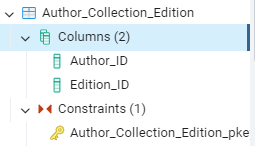 Author_Collection_Edition
Columns (2)
Author_ID
Edition_ID
Constraints (1)
Author_Collection_Edition_pke